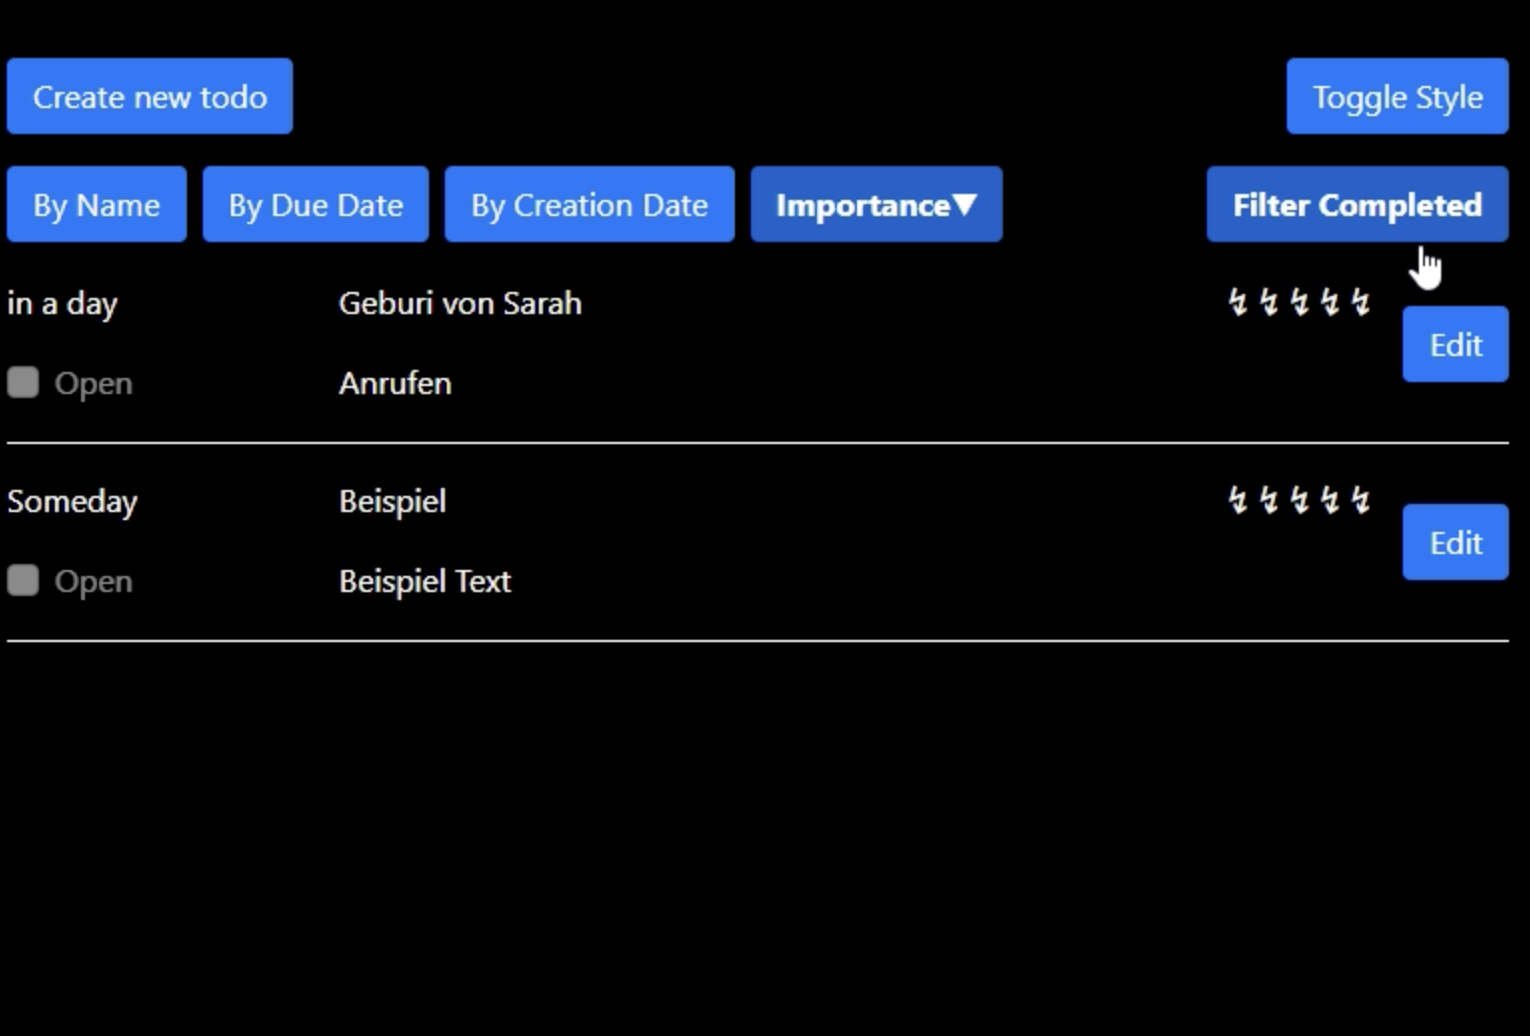 Create new todo Toggle Style
By Name By Due Date By Creation Date Importance▼ Filter Completed
in a day Geburi von Sarah ↯↯↯↯↯
Edit
Open Anrufen
Someday Beispiel ↯↯↯↯↯
Edit
Open Beispiel Text